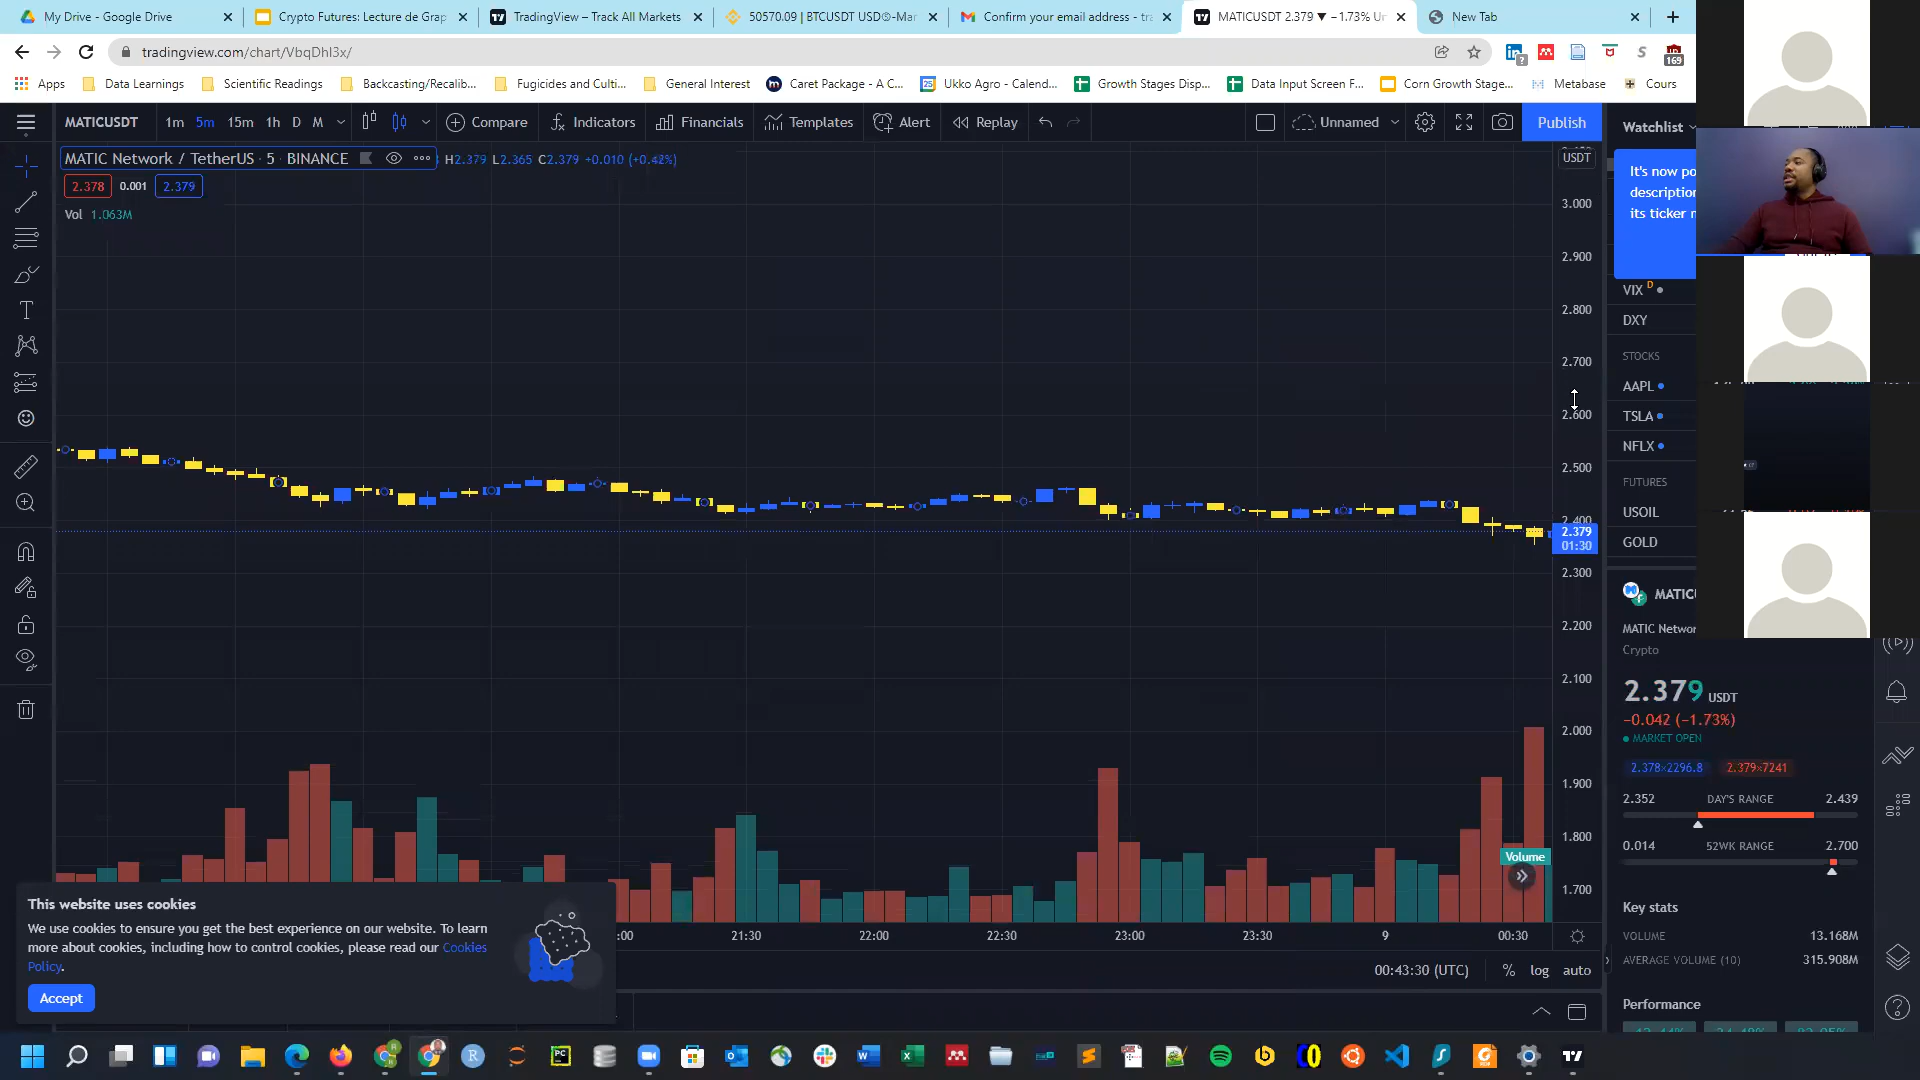 My Drive - Google Drive
Crypto Futures: Lecture de Grap
TradingView – Track All Markets
50570.09 | BTCUSDT USDⓈ-Mar
Confirm your email address - tra
MATICUSDT 2.379 ▼ −1.73% Un
New Tab
tradingview.com/chart/VbqDhl3x/
169
Apps
Data Learnings
Scientific Readings
Backcasting/Recalib...
Fugicides and Culti...
General Interest
Caret Package - A C...
Ukko Agro - Calend...
Growth Stages Disp...
Data Input Screen F...
Corn Growth Stage...
Metabase
Cours
MATICUSDT
1m
5m
15m
1h
D
M
Compare
Indicators
Financials
Templates
Alert
Replay
Unnamed
Publish
Watchlist
MATIC Network / TetherUS · 5 · BINANCE
H2.379 L2.365 C2.379 +0.010 (+0.42%)
USDT
2.378
0.001
2.379
Vol 1.063M
It's now po
description
its ticker n
3.000
2.900
2.800
2.700
2.600
2.500
2.400
2.379
01:30
2.300
2.200
2.100
2.000
1.900
1.800
1.700
VIX D
DXY
STOCKS
AAPL
TSLA
NFLX
FUTURES
USOIL
GOLD
MATICU
MATIC Networ
Crypto
2.379 USDT
−0.042 (−1.73%)
MARKET OPEN
2.378×2296.8
2.379×7241
2.352
DAY'S RANGE
2.439
0.014
52WK RANGE
2.700
Volume
Key stats
VOLUME
13.168M
AVERAGE VOLUME (10)
315.908M
Performance
:00
21:30
22:00
22:30
23:00
23:30
9
00:30
00:43:30 (UTC)
%
log
auto
This website uses cookies
We use cookies to ensure you get the best experience on our website. To learn
more about cookies, including how to control cookies, please read our Cookies
Policy.
Accept